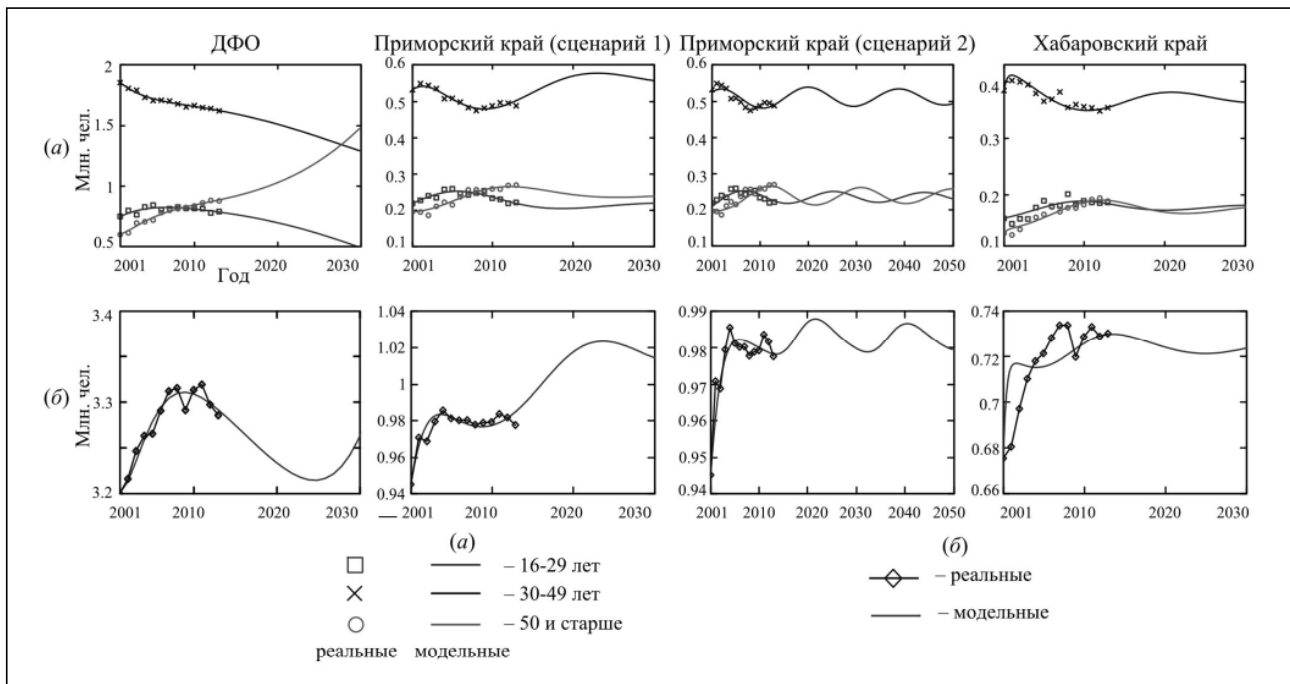 ДФО Приморский край (сценарий 1) Приморский край (сценарий 2) Хабаровский край
(а)
Млн. чел.
2
1.5
1
0.5
2001 2010 2020 2030
Год
0.6
0.5
0.4
0.3
0.2
0.1
2001 2010 2020 2030
0.6
0.5
0.4
0.3
0.2
0.1
2001 2010 2020 2030 2040 2050
0.4
0.3
0.2
0.1
2001 2010 2020 2030
(б)
Млн. чел.
3.4
3.3
3.2
2001 2010 2020 2030
1.04
1.02
1
0.98
0.96
0.94
2001 2010 2020 2030
0.99
0.98
0.97
0.96
0.95
0.94
2001 2010 2020 2030 2040 2050
0.74
0.72
0.7
0.68
0.66
2001 2010 2020 2030
(а)
– 16-29 лет
– 30-49 лет
– 50 и старше
реальные модельные
(б)
– реальные
– модельные